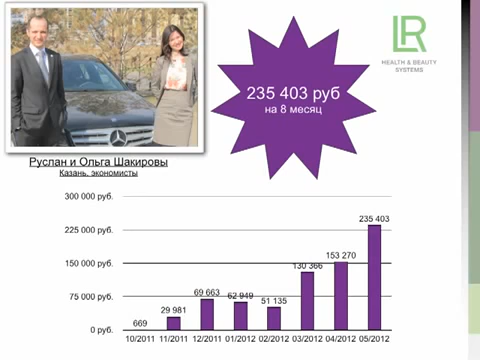 LR
HEALTH & BEAUTY
SYSTEMS
235 403 руб
на 8 месяц
Руслан и Ольга Шакировы
Казань, экономисты
300 000 руб.
225 000 руб.
150 000 руб.
75 000 руб.
0 руб.
669
29 981
69 663
62 949
51 135
130 366
153 270
235 403
10/2011 11/2011 12/2011 01/2012 02/2012 03/2012 04/2012 05/2012